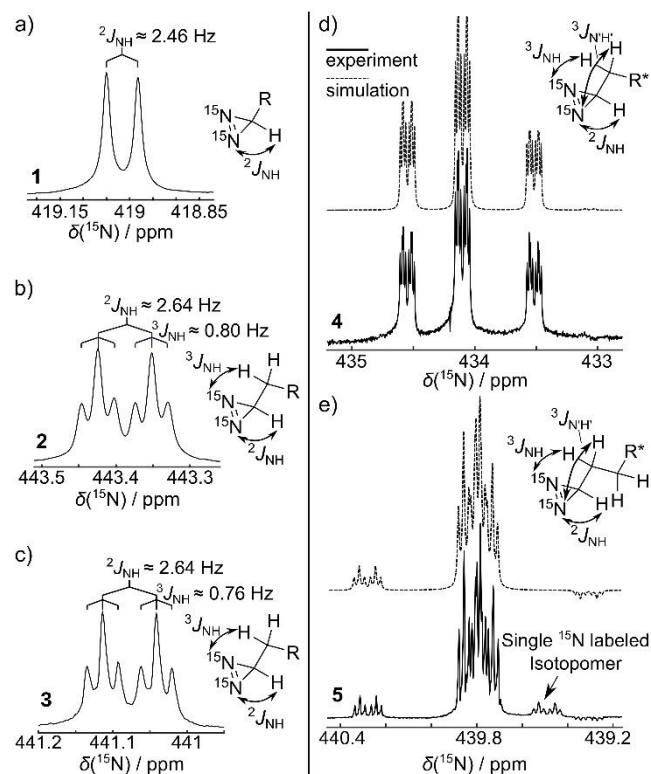 a)
²J_NH ≈ 2.46 Hz
R
¹⁵N
¹⁵N
H
²J_NH
1
419.15 419 418.85
δ(¹⁵N) / ppm
b)
²J_NH ≈ 2.64 Hz
³J_NH ≈ 0.80 Hz
³J_NH
H
H
R
¹⁵N
¹⁵N
H
²J_NH
2
443.5 443.4 443.3
δ(¹⁵N) / ppm
c)
²J_NH ≈ 2.64 Hz
³J_NH ≈ 0.76 Hz
³J_NH
H
H
R
¹⁵N
¹⁵N
H
²J_NH
3
441.2 441.1 441
δ(¹⁵N) / ppm
d)
experiment
simulation
³J_N'H'
³J_NH
H
H
R*
¹⁵N
¹⁵N
H
²J_NH
4
435 434 433
δ(¹⁵N) / ppm
e)
³J_N'H'
³J_NH
H
H
R*
¹⁵N
¹⁵N
H
H
H
²J_NH
Single ¹⁵N labeled
Isotopomer
5
440.4 439.8 439.2
δ(¹⁵N) / ppm